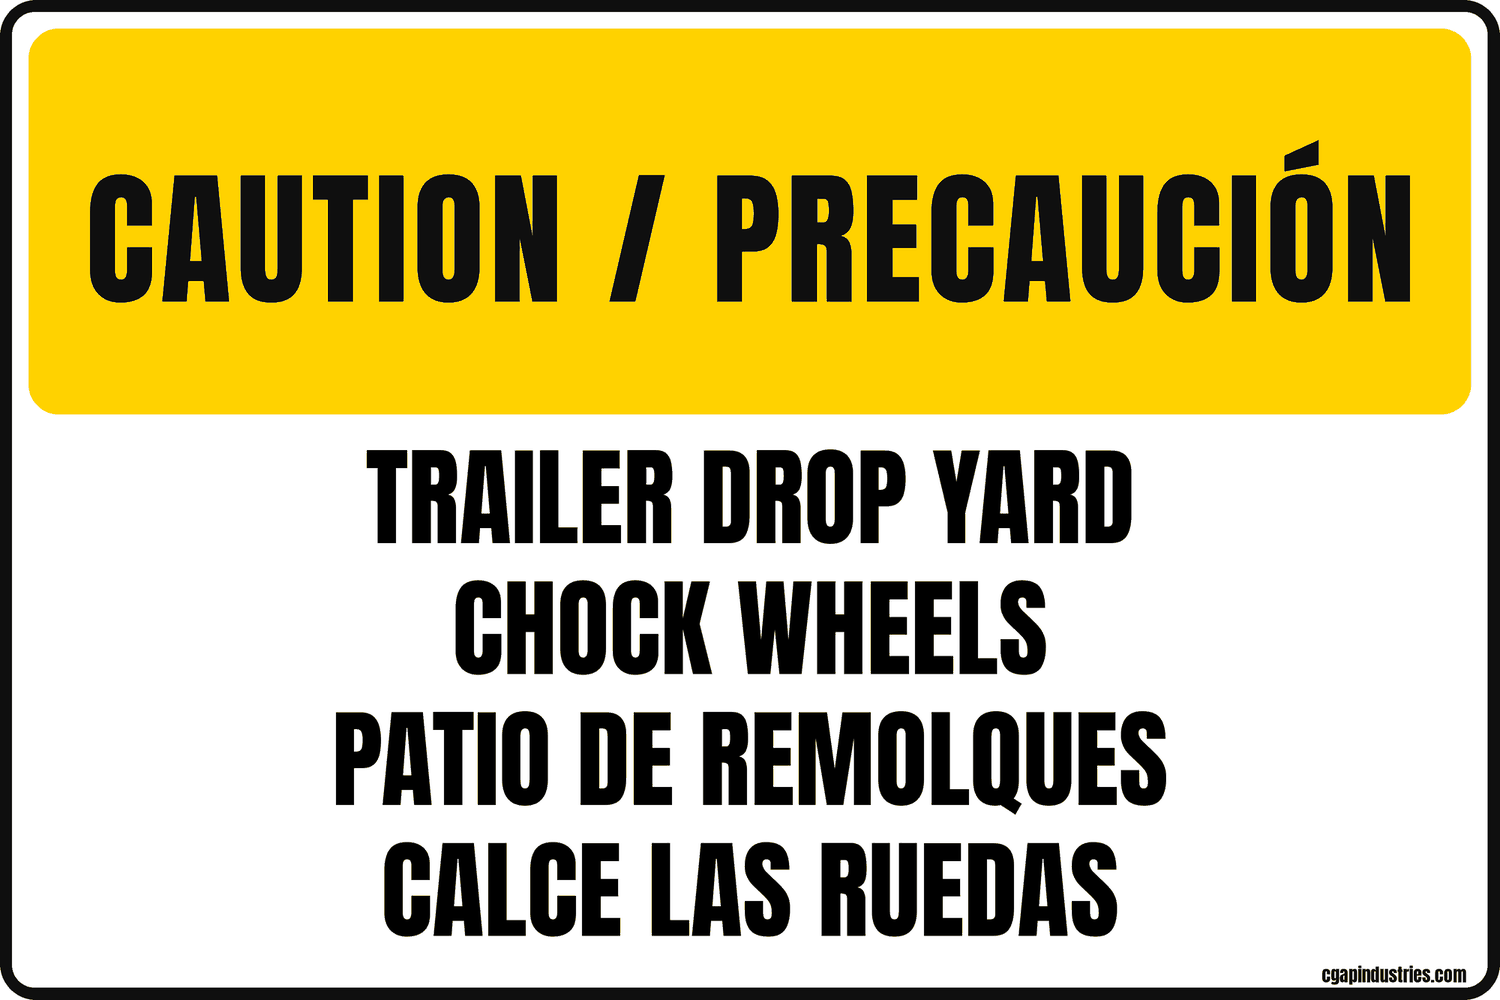 CAUTION / PRECAUCIÓN
TRAILER DROP YARD
CHOCK WHEELS
PATIO DE REMOLQUES
CALCE LAS RUEDAS
cgapindustries.com